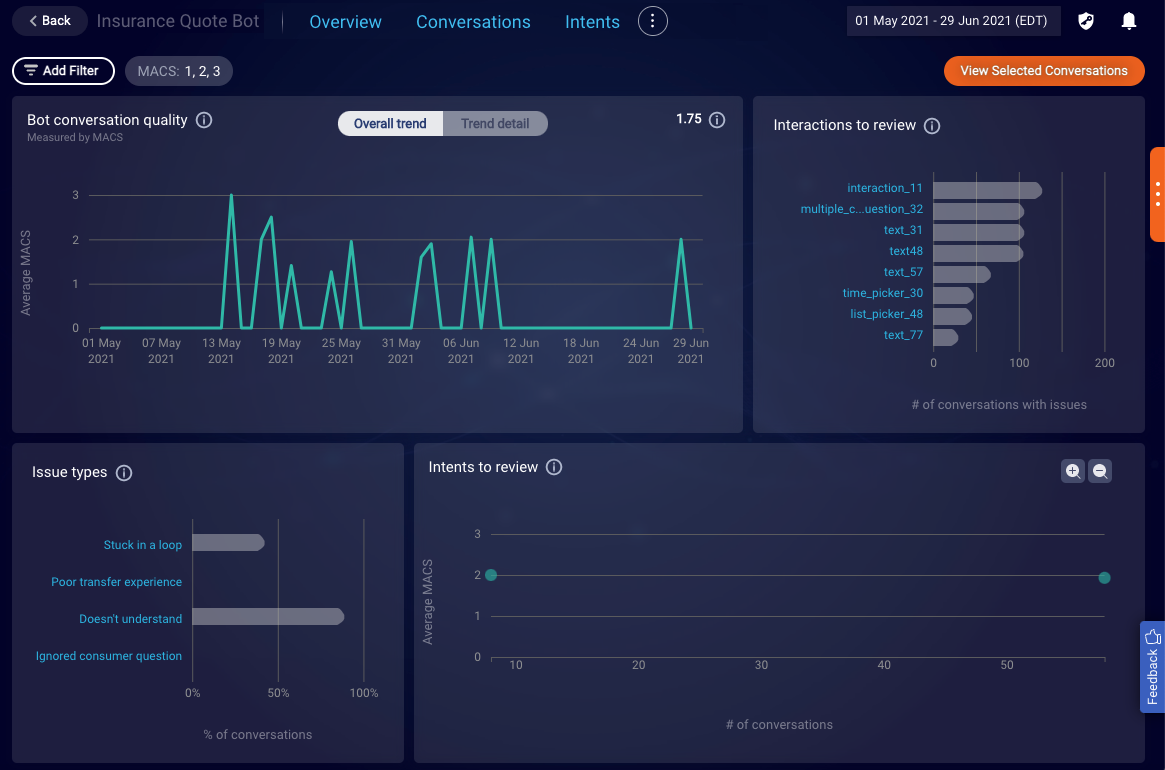 Back
Insurance Quote Bot
Overview
Conversations
Intents
01 May 2021 - 29 Jun 2021 (EDT)
Add Filter
MACS: 1, 2, 3
View Selected Conversations
Bot conversation quality
Measured by MACS
Overall trend
Trend detail
1.75
Average MACS
3
2
1
0
01 May 2021
07 May 2021
13 May 2021
19 May 2021
25 May 2021
31 May 2021
06 Jun 2021
12 Jun 2021
18 Jun 2021
24 Jun 2021
29 Jun 2021
Interactions to review
interaction_11
multiple_c...uestion_32
text_31
text48
text_57
time_picker_30
list_picker_48
text_77
0
100
200
# of conversations with issues
Issue types
Stuck in a loop
Poor transfer experience
Doesn't understand
Ignored consumer question
0%
50%
100%
% of conversations
Intents to review
Average MACS
3
2
1
0
10
20
30
40
50
# of conversations
Feedback